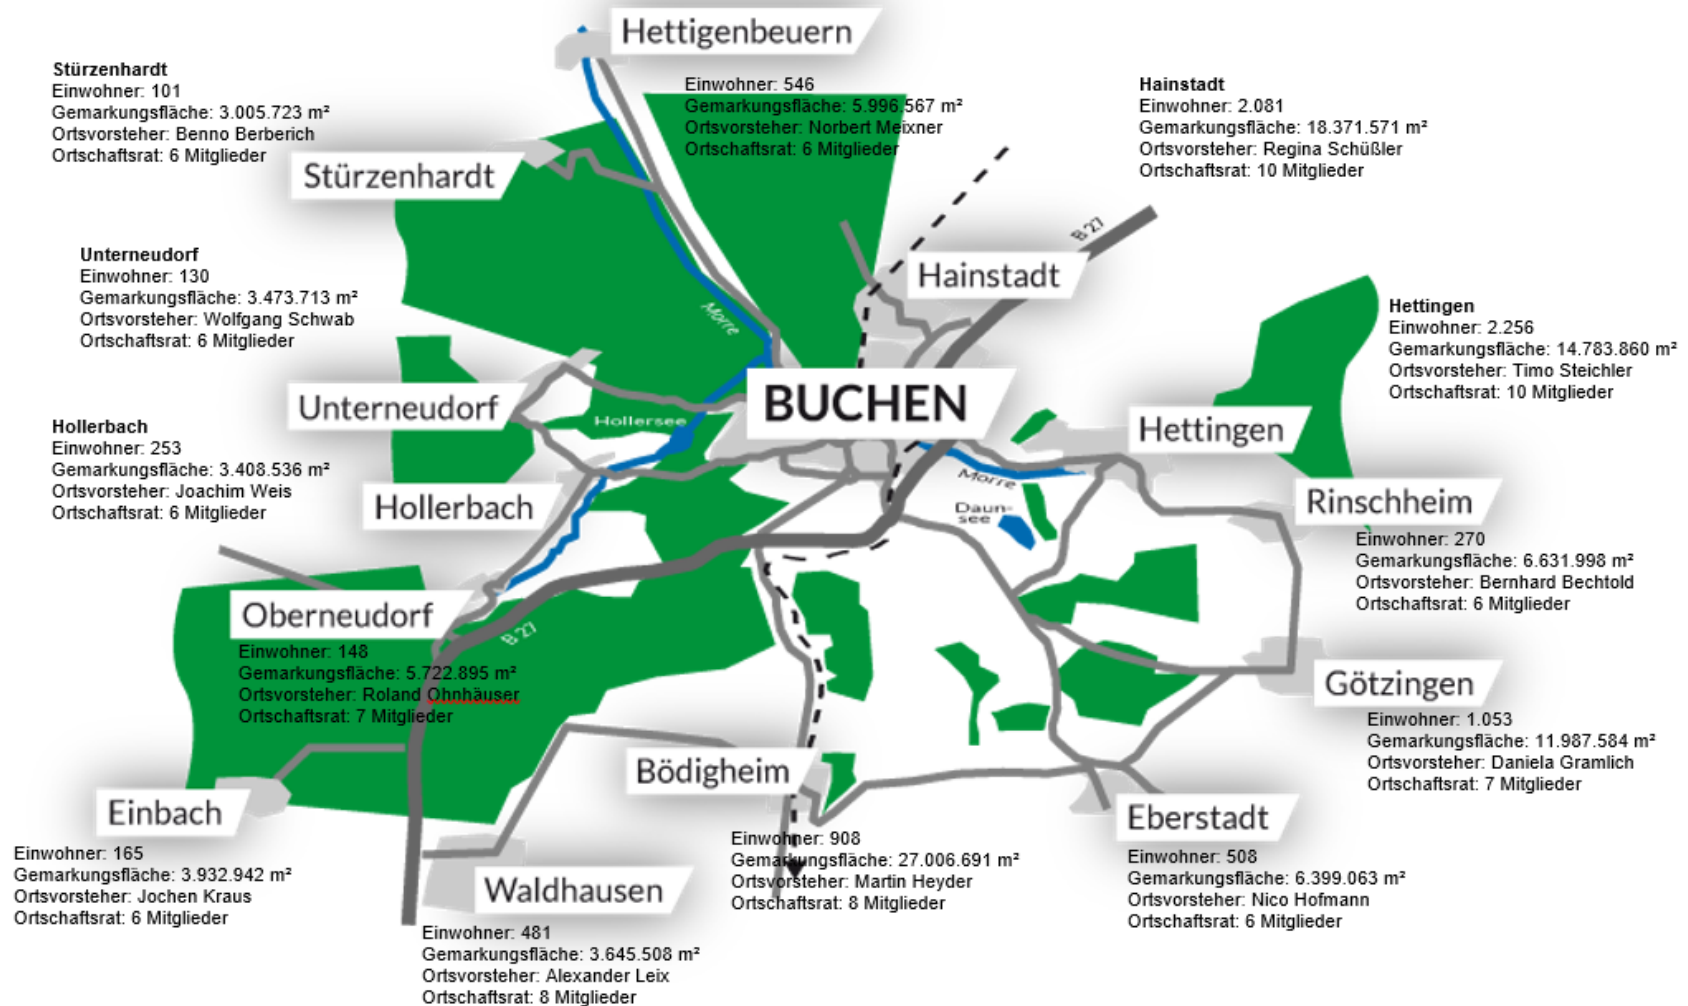 Hettigenbeuern
Einwohner: 546
Gemarkungsfläche: 5.996.567 m²
Ortsvorsteher: Norbert Meixner
Ortschaftsrat: 6 Mitglieder
Stürzenhardt
Einwohner: 101
Gemarkungsfläche: 3.005.723 m²
Ortsvorsteher: Benno Berberich
Ortschaftsrat: 6 Mitglieder
Stürzenhardt
Hainstadt
Einwohner: 2.081
Gemarkungsfläche: 18.371.571 m²
Ortsvorsteher: Regina Schüßler
Ortschaftsrat: 10 Mitglieder
B 27
Hainstadt
Unterneudorf
Einwohner: 130
Gemarkungsfläche: 3.473.713 m²
Ortsvorsteher: Wolfgang Schwab
Ortschaftsrat: 6 Mitglieder
Morre
Hettingen
Einwohner: 2.256
Gemarkungsfläche: 14.783.860 m²
Ortsvorsteher: Timo Steichler
Ortschaftsrat: 10 Mitglieder
Unterneudorf
Hollersee
BUCHEN
Hettingen
Hollerbach
Einwohner: 253
Gemarkungsfläche: 3.408.536 m²
Ortsvorsteher: Joachim Weis
Ortschaftsrat: 6 Mitglieder
Hollerbach
Morre
Daun-
see
Rinschheim
Einwohner: 270
Gemarkungsfläche: 6.631.998 m²
Ortsvorsteher: Bernhard Bechtold
Ortschaftsrat: 6 Mitglieder
Oberneudorf
B 27
Einwohner: 148
Gemarkungsfläche: 5.722.895 m²
Ortsvorsteher: Roland Ohnhäuser
Ortschaftsrat: 7 Mitglieder
Götzingen
Einwohner: 1.053
Gemarkungsfläche: 11.987.584 m²
Ortsvorsteher: Daniela Gramlich
Ortschaftsrat: 7 Mitglieder
Einbach
Einwohner: 165
Gemarkungsfläche: 3.932.942 m²
Ortsvorsteher: Jochen Kraus
Ortschaftsrat: 6 Mitglieder
Bödigheim
Einwohner: 908
Gemarkungsfläche: 27.006.691 m²
Ortsvorsteher: Martin Heyder
Ortschaftsrat: 8 Mitglieder
Eberstadt
Einwohner: 508
Gemarkungsfläche: 6.399.063 m²
Ortsvorsteher: Nico Hofmann
Ortschaftsrat: 6 Mitglieder
Waldhausen
Einwohner: 481
Gemarkungsfläche: 3.645.508 m²
Ortsvorsteher: Alexander Leix
Ortschaftsrat: 8 Mitglieder